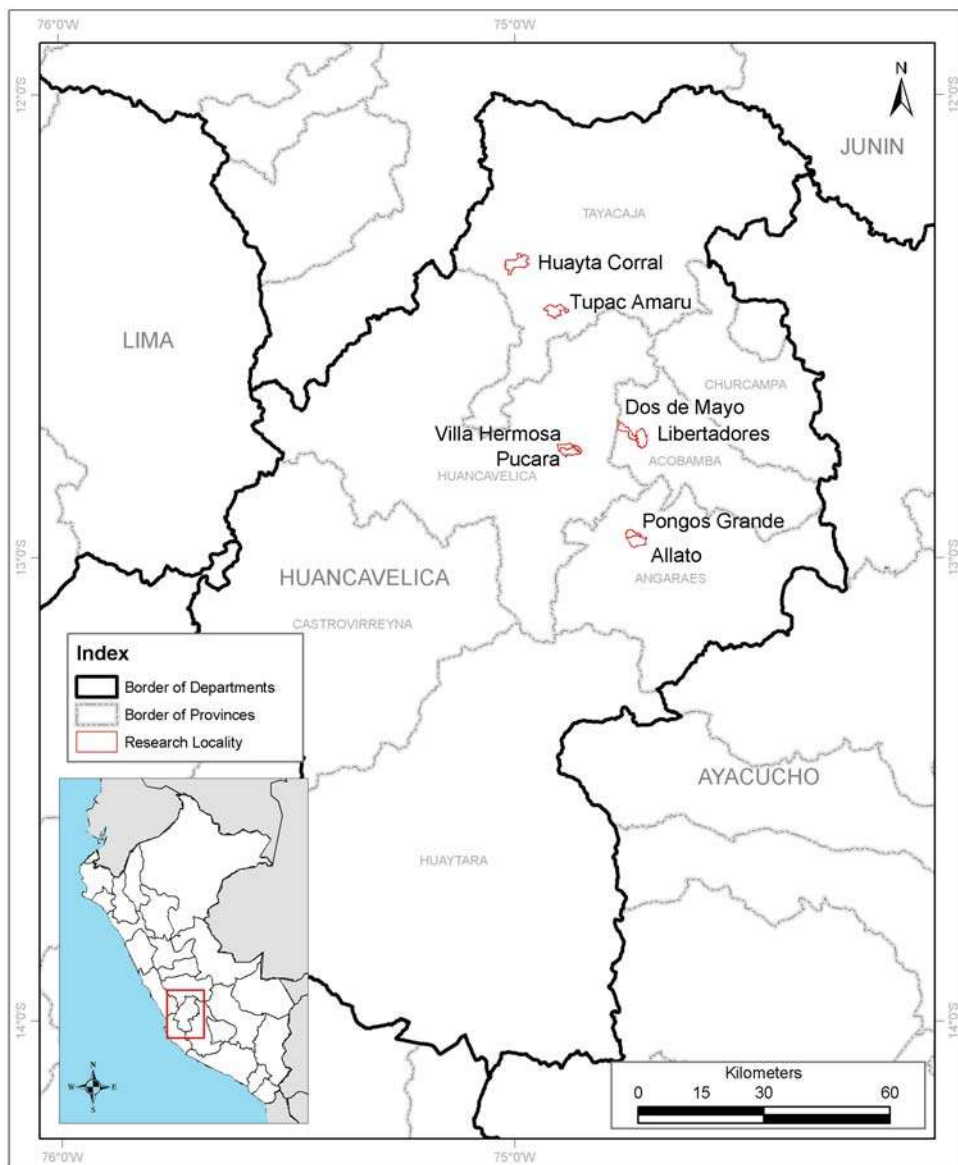 76°0'W
75°0'W
12°0'S
12°0'S
N
JUNIN
TAYACAJA
Huayta Corral
Tupac Amaru
LIMA
CHURCAMPA
Dos de Mayo
Villa Hermosa
Libertadores
Pucara
ACOBAMBA
HUANCAVELICA
Pongos Grande
13°0'S
13°0'S
Allato
HUANCAVELICA
ANGARAES
CASTROVIRREYNA
Index
Border of Departments
Border of Provinces
Research Locality
AYACUCHO
HUAYTARA
14°0'S
14°0'S
N
W E
S
Kilometers
0 15 30 60
76°0'W
75°0'W